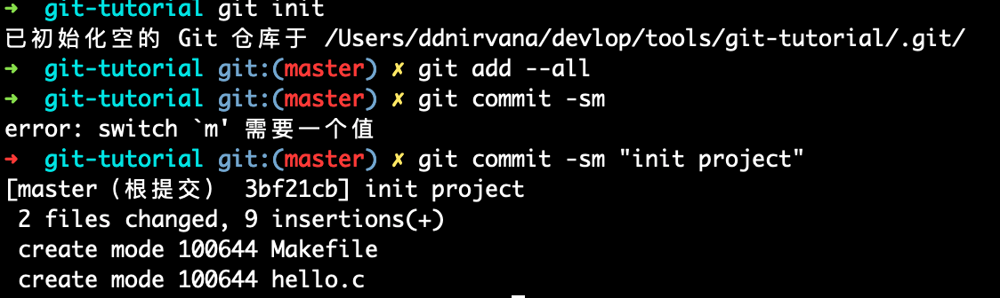 ➜  git-tutorial git init
已初始化空的 Git 仓库于 /Users/ddnirvana/devlop/tools/git-tutorial/.git/
➜  git-tutorial git:(master) ✗ git add --all
➜  git-tutorial git:(master) ✗ git commit -sm
error: switch `m' 需要一个值
➜  git-tutorial git:(master) ✗ git commit -sm "init project"
[master（根提交） 3bf21cb] init project
 2 files changed, 9 insertions(+)
 create mode 100644 Makefile
 create mode 100644 hello.c